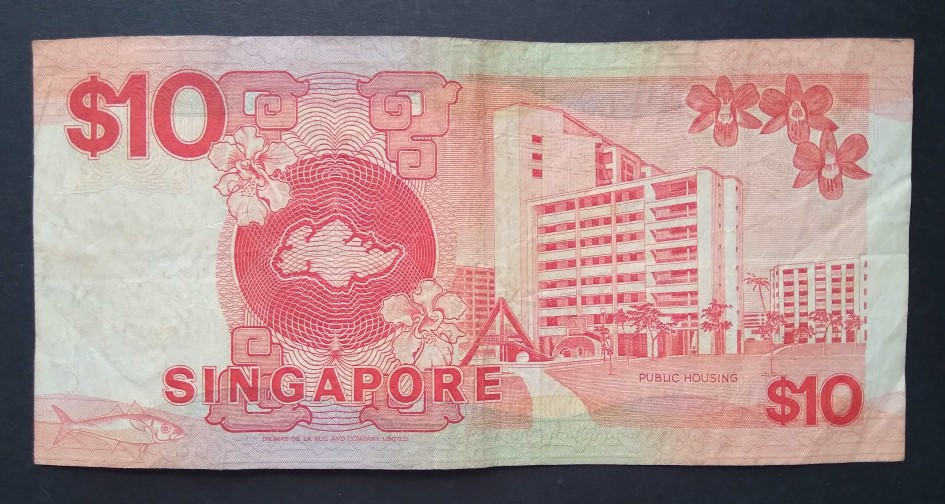 $10
SINGAPORE
PUBLIC HOUSING
$10
THOMAS DE LA RUE AND COMPANY LIMITED